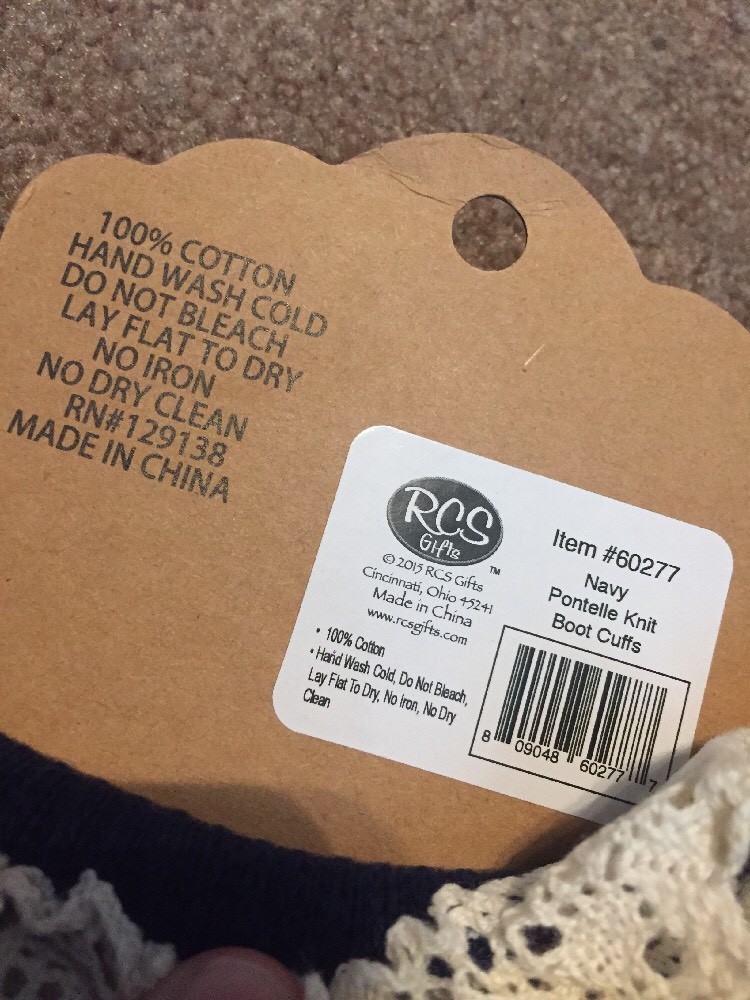 100% COTTON
HAND WASH COLD
DO NOT BLEACH
LAY FLAT TO DRY
NO IRON
NO DRY CLEAN
RN#129138
MADE IN CHINA
RCS
Gifts
TM
© 2015 RCS Gifts
Cincinnati, Ohio 45241
Made in China
www.rcsgifts.com
• 100% Cotton
• Hand Wash Cold, Do Not Bleach,
Lay Flat To Dry, No Iron, No Dry
Clean
Item #60277
Navy
Pontelle Knit
Boot Cuffs
8 09048 60277 7